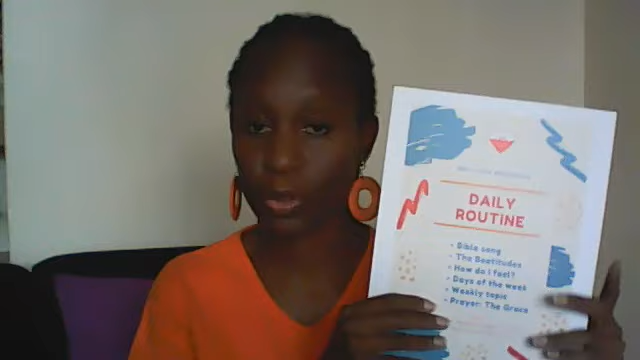 DAILY
ROUTINE
• Bible song
• The Beatitudes
• How do I feel?
• Days of the week
• Weekly topic
• Prayer: The Grace